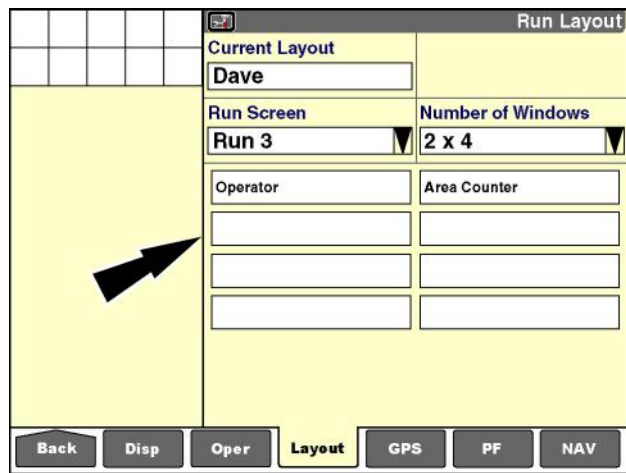 Run Layout
Current Layout
Dave
Run Screen
Number of Windows
Run 3
2 x 4
Operator
Area Counter
Back
Disp
Oper
Layout
GPS
PF
NAV